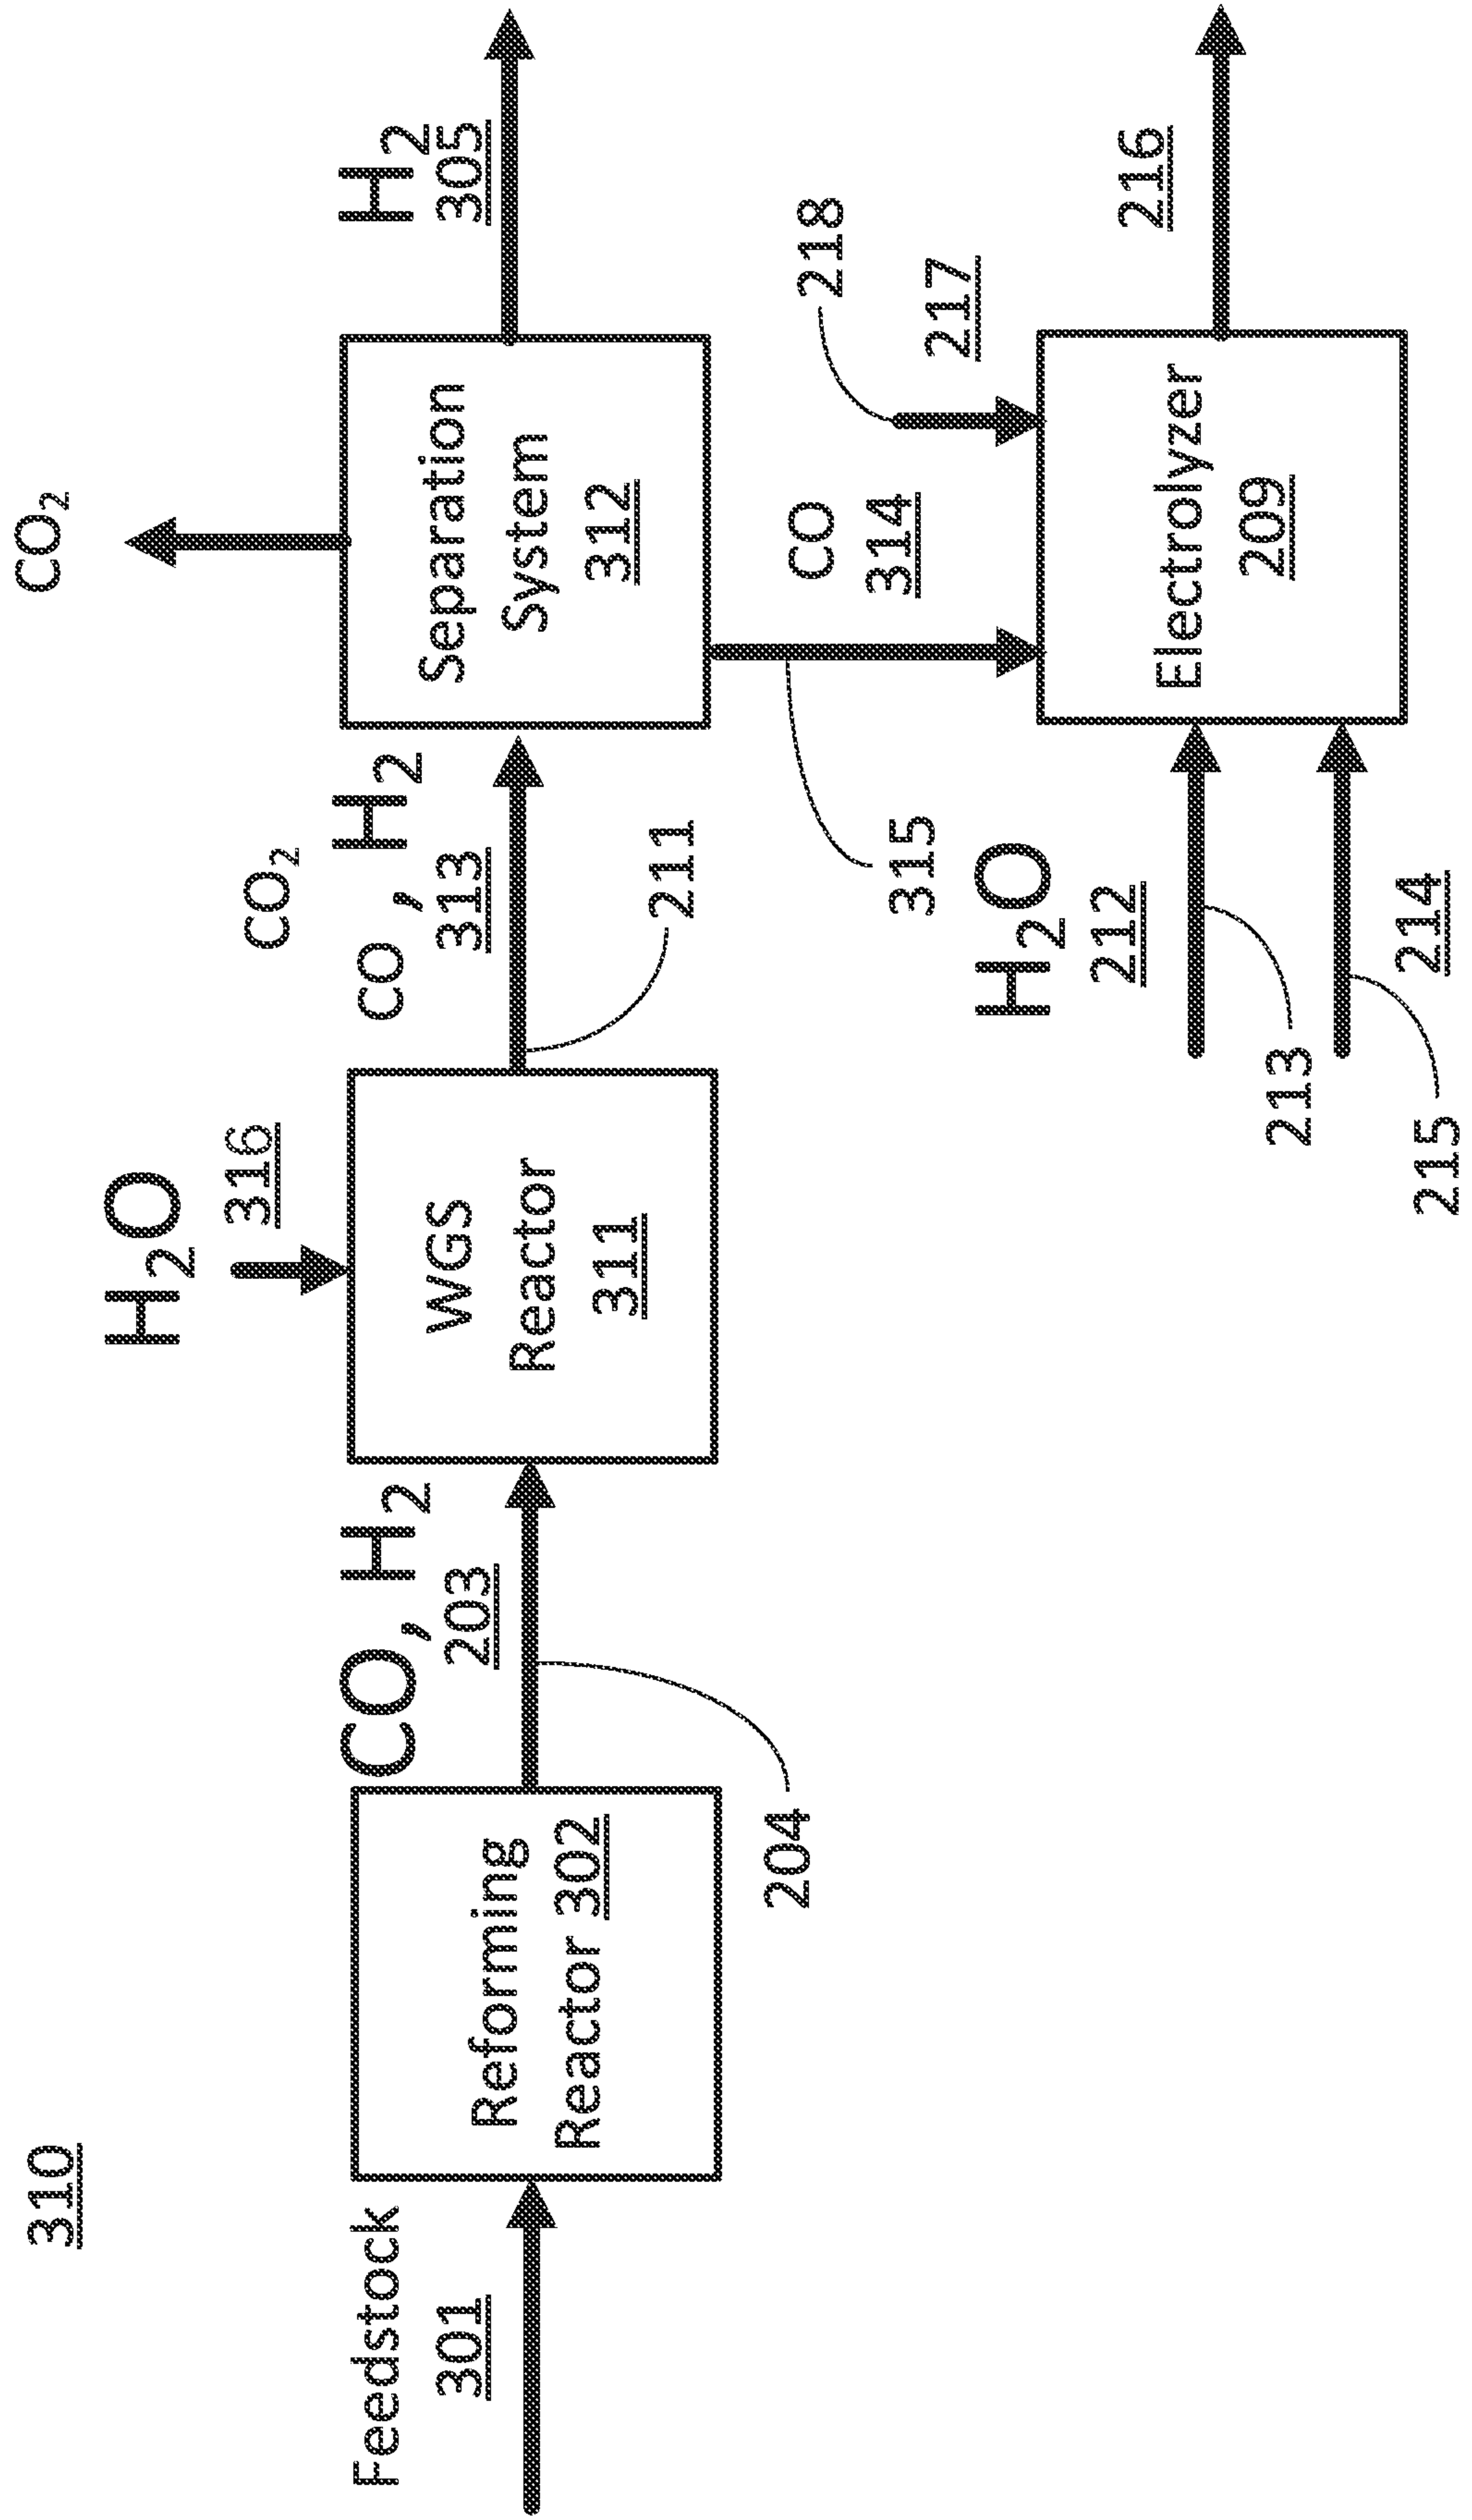 310
Feedstock
301
Reforming
Reactor 302
CO, H2
203
204
H2O
316
WGS
Reactor
311
CO2
CO, H2
313
211
CO2
Separation
System
312
H2
305
315
CO
314
218
217
H2O
212
213
214
215
Electrolyzer
209
216